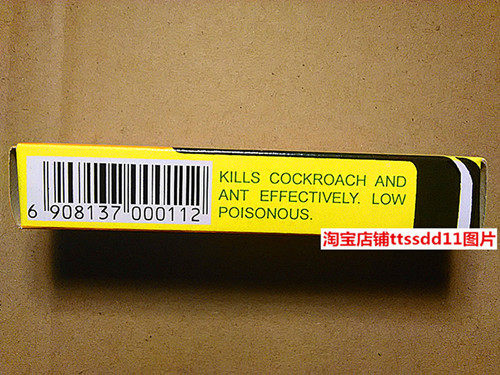 KILLS COCKROACH AND
ANT EFFECTIVELY. LOW
POISONOUS.
6 908137 000112
淘宝店铺ttssdd11图片